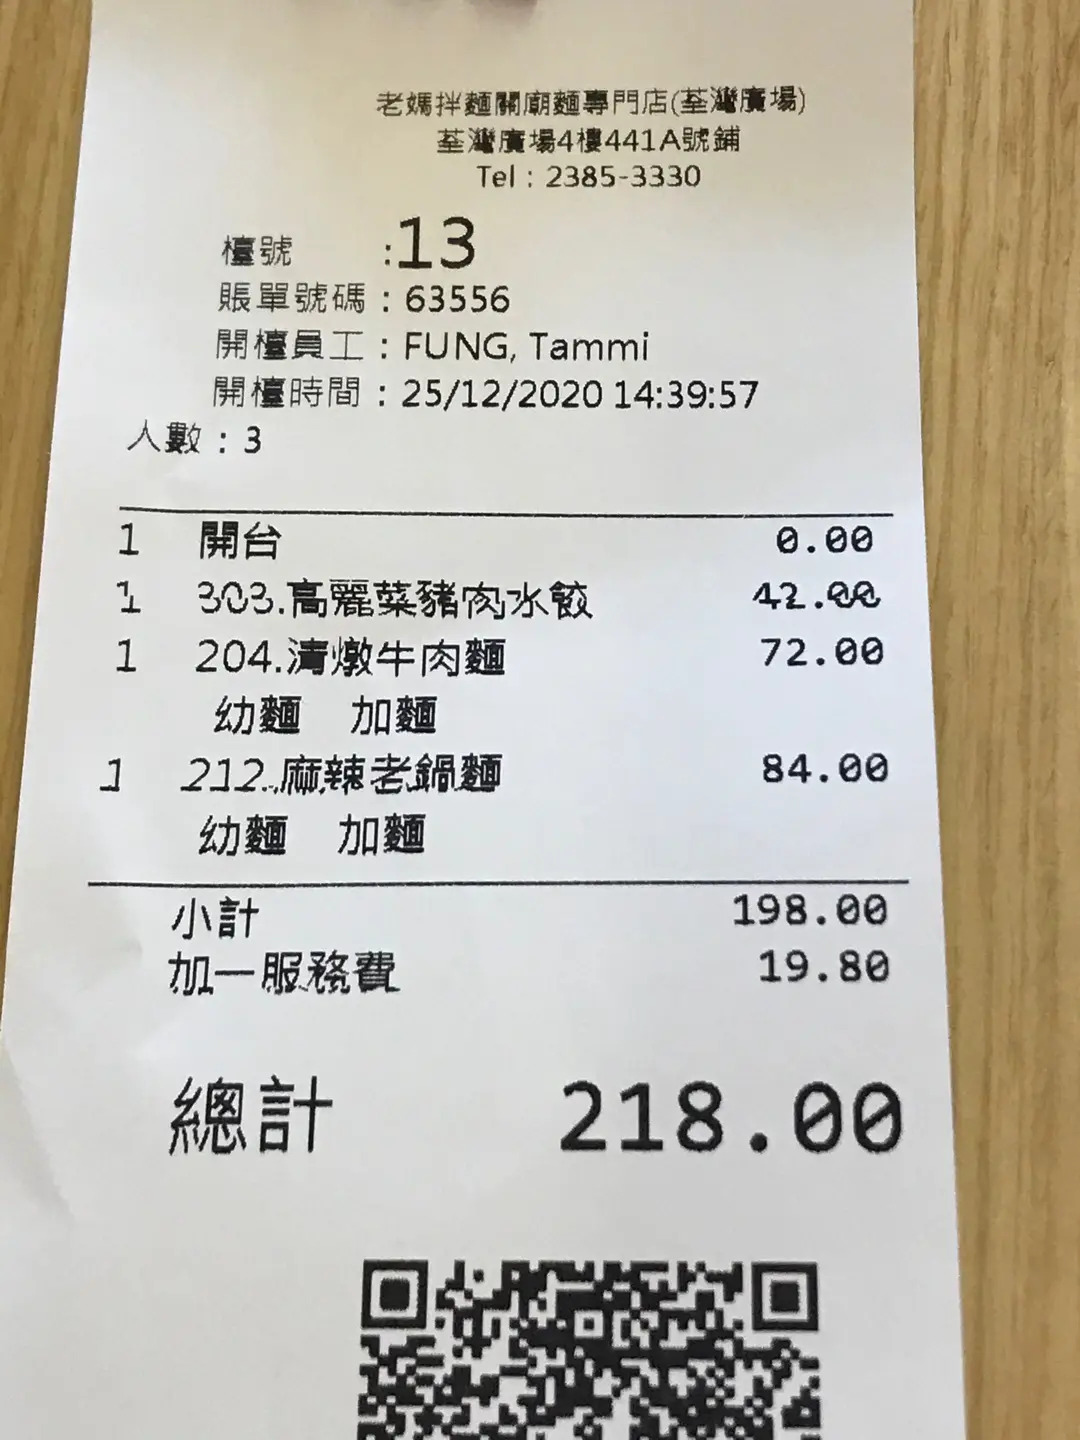 老媽拌麵關廟麵專門店(荃灣廣場)
荃灣廣場4樓441A號鋪
Tel : 2385-3330
檯號 :13
賬單號碼 : 63556
開檯員工 : FUNG, Tammi
開檯時間 : 25/12/2020 14:39:57
人數 : 3
1 開台 0.00
1 303.高麗菜豬肉水餃 42.00
1 204.清燉牛肉麵 72.00
幼麵 加麵
1 212.麻辣老鍋麵 84.00
幼麵 加麵
小計 198.00
加一服務費 19.80
總計 218.00